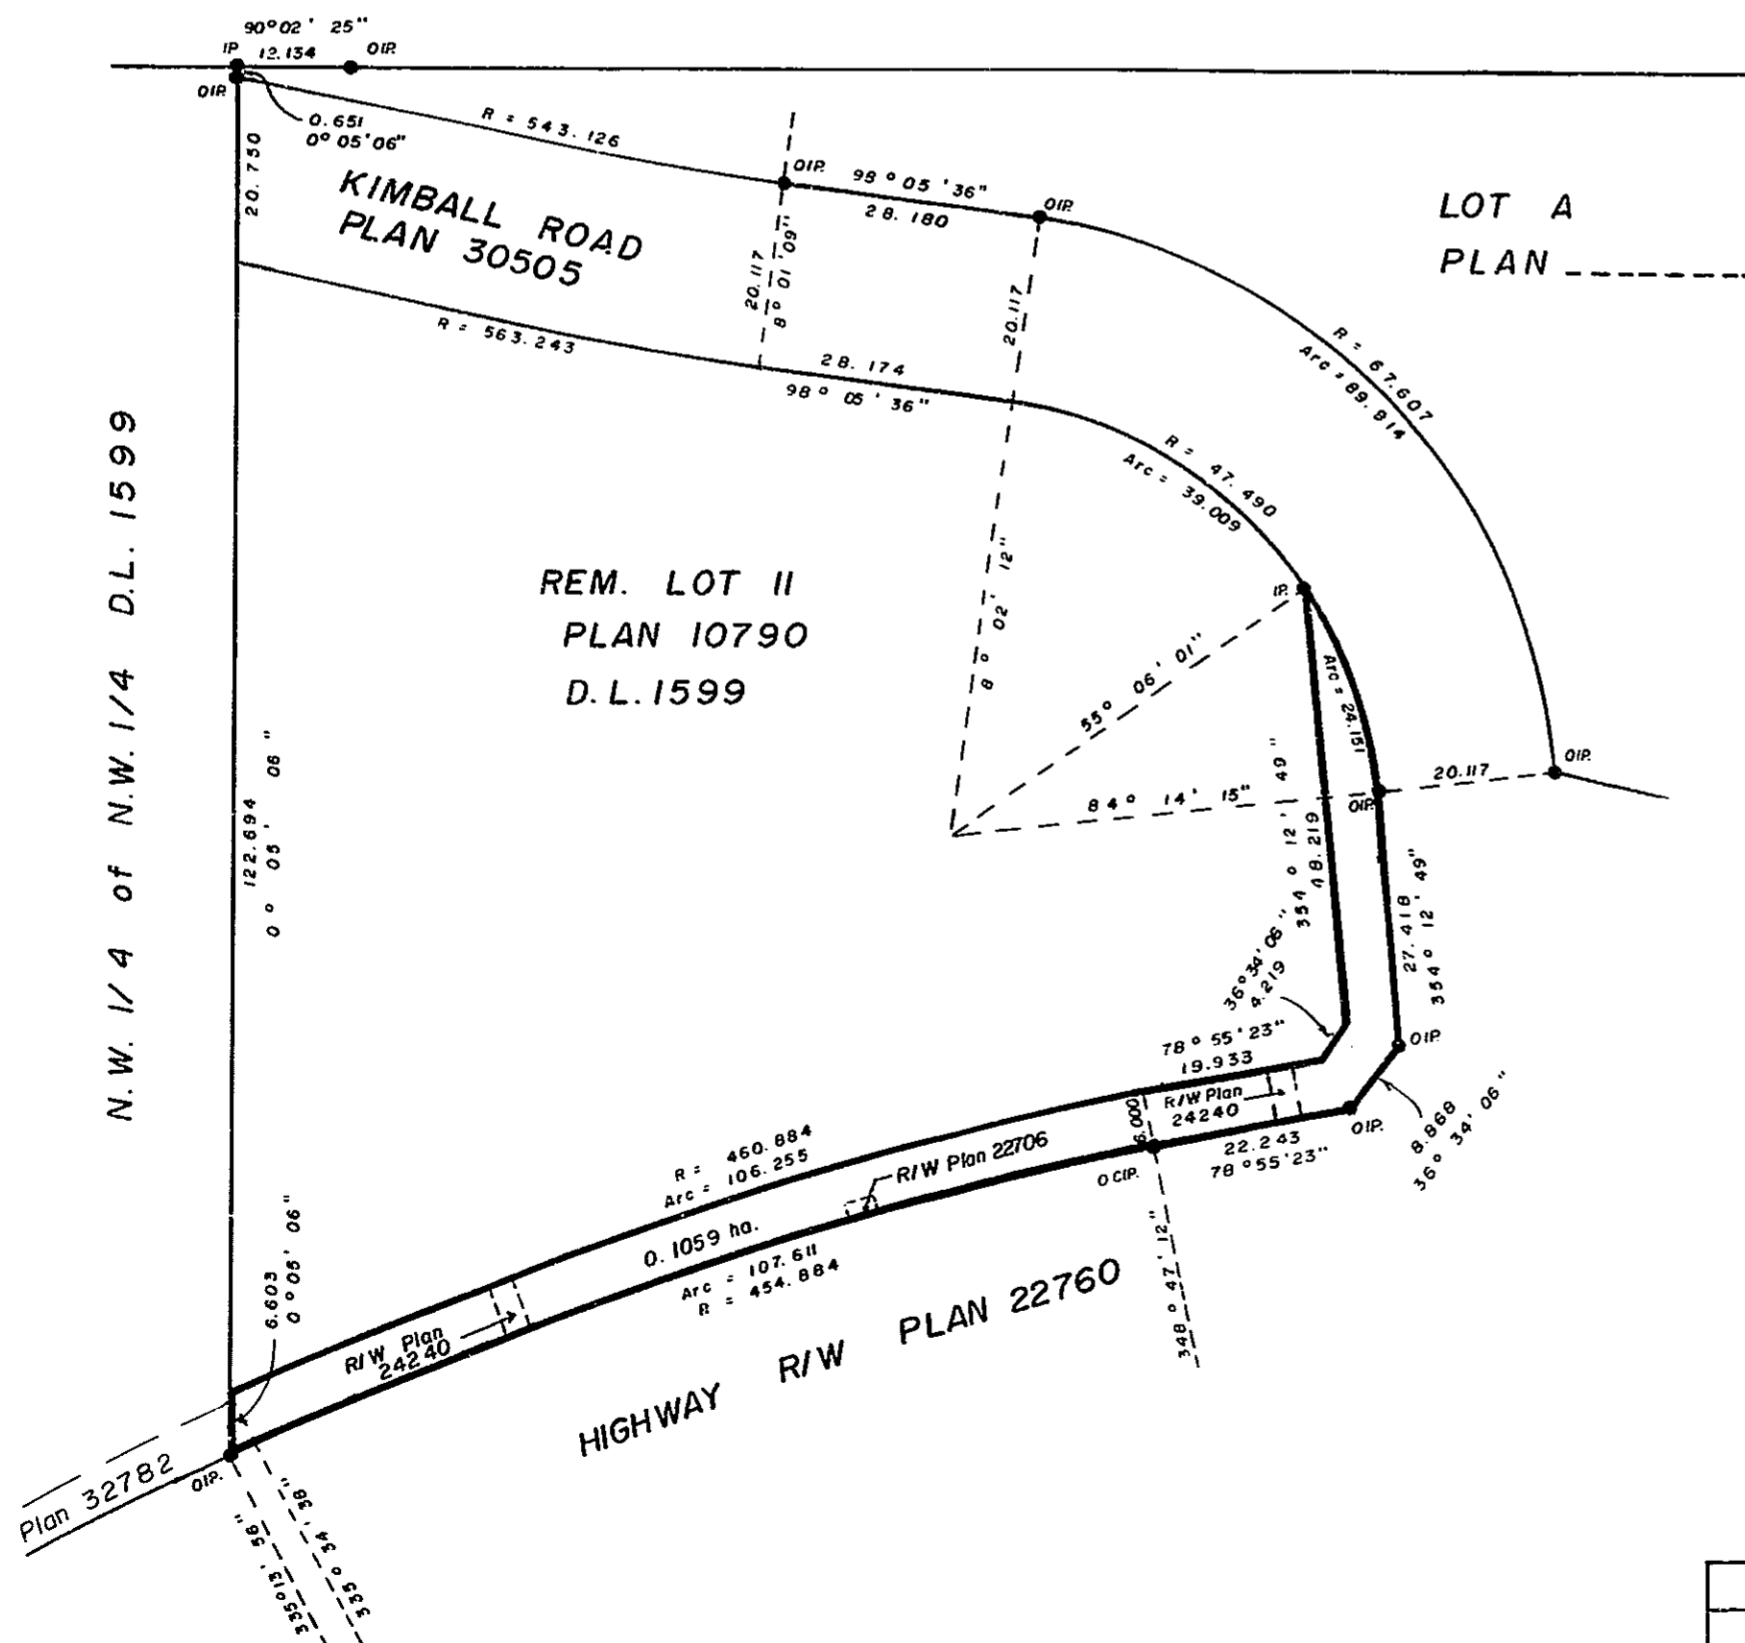 90°02' 25"
IP. 12.134 OIP.
OIP.
0.651
0°05'06"
20.750
R = 543.126
KIMBALL ROAD
PLAN 30505
OIP.
98°05'36"
28.180
OIP.
LOT A
PLAN
20.117
8°01'09"
20.117
R = 563.243
28.174
98°05'36"
R = 67.607
Arc = 89.814
R = 47.490
Arc = 39.009
N.W. 1/4 of N.W. 1/4 D.L. 1599
REM. LOT 11
PLAN 10790
D.L. 1599
8° 02' 12"
IP.
55° 06' 01"
Arc = 24.151
84° 14' 15"
OIP.
20.117
OIP.
122.694
0° 05' 06"
354° 12' 49"
48.219
27.418
354° 12' 49"
36°34'06"
4.219
OIP.
78°55'23"
19.933
R/W Plan
24240
6.000
O CIP.
22.243
78°55'23"
OIP.
8.868
36° 34' 06"
R = 460.884
Arc = 106.255
R/W Plan 22706
0.1059 ha.
Arc = 107.611
R = 454.884
348° 47' 12"
6.603
0°05' 06"
R/W Plan
24240
HIGHWAY R/W PLAN 22760
Plan 32782
OIP.
335°13' 56"
335° 34' 38"